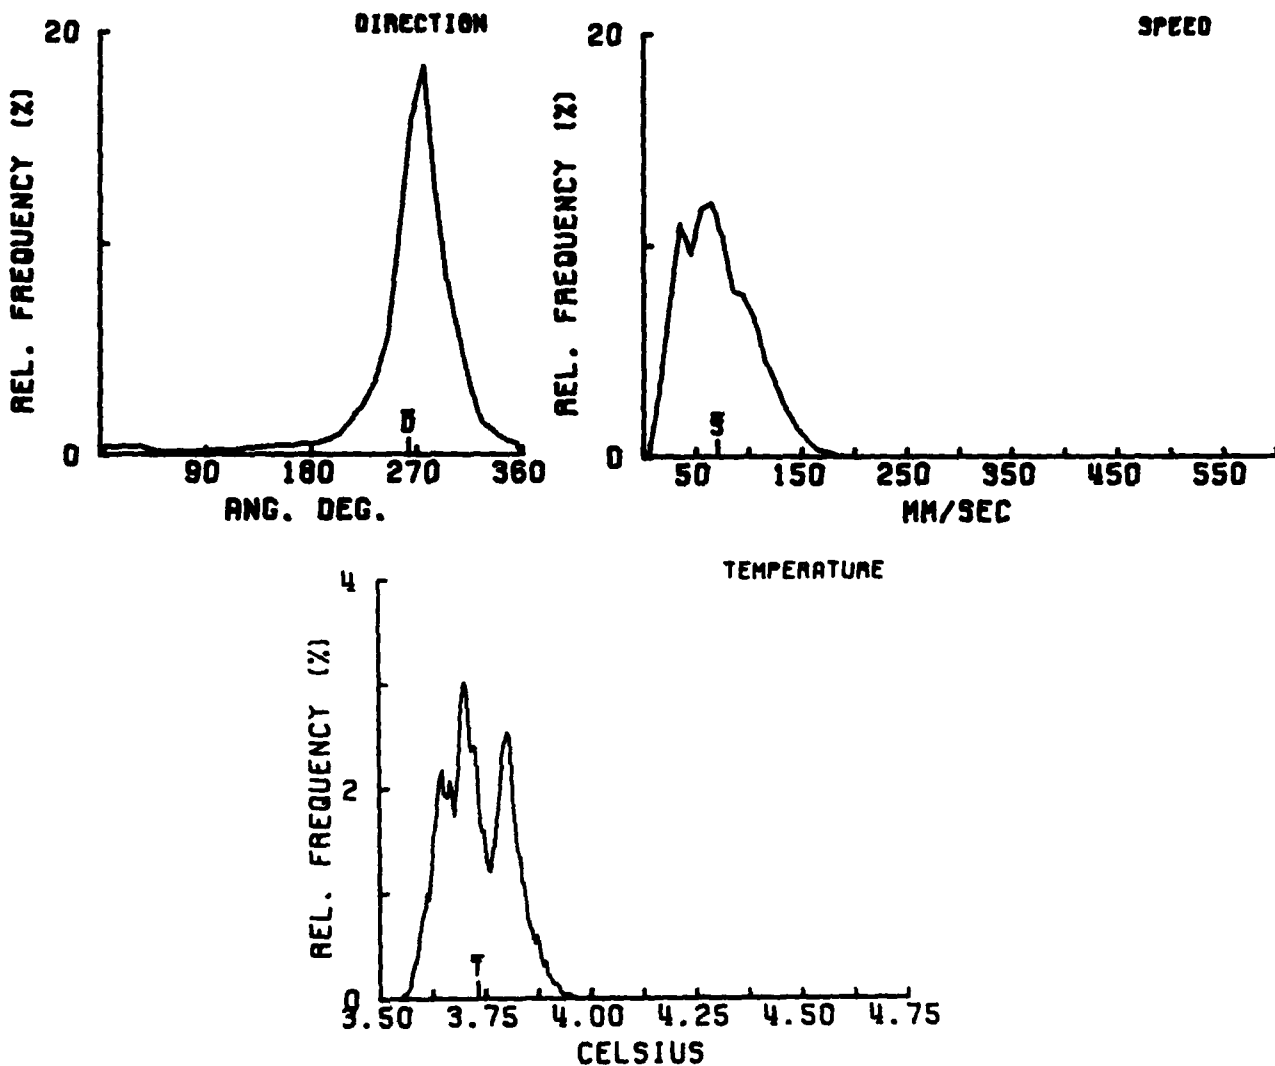 DIRECTION
20
REL. FREQUENCY (%)
0
D̅
90 180 270 360
ANG. DEG.
SPEED
20
REL. FREQUENCY (%)
0
S̅
50 150 250 350 450 550
MM/SEC
TEMPERATURE
4
REL. FREQUENCY (%)
2
0
T̅
3.50 3.75 4.00 4.25 4.50 4.75
CELSIUS